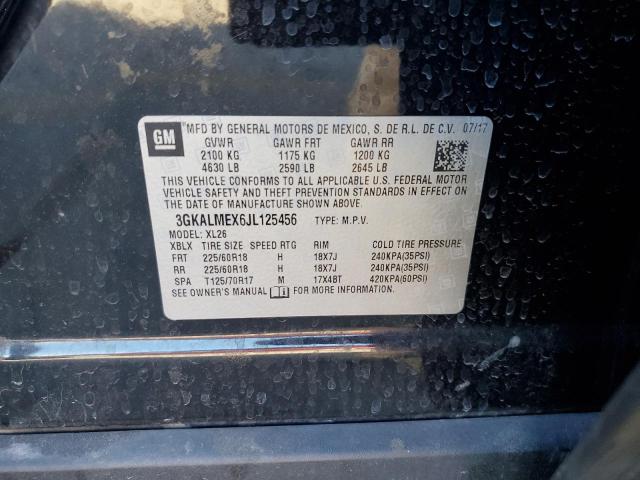 GM
MFD BY GENERAL MOTORS DE MEXICO, S. DE R.L. DE C.V. 07/17
GVWR GAWR FRT GAWR RR
2100 KG 1175 KG 1200 KG
4630 LB 2590 LB 2645 LB
THIS VEHICLE CONFORMS TO ALL APPLICABLE U.S. FEDERAL MOTOR
VEHICLE SAFETY AND THEFT PREVENTION STANDARDS IN EFFECT ON
THE DATE OF MANUFACTURE SHOWN ABOVE.
3GKALMEX6JL125456 TYPE: M.P.V.
MODEL: XL26
XBLX TIRE SIZE SPEED RTG RIM COLD TIRE PRESSURE
FRT 225/60R18 H 18X7J 240KPA(35PSI)
RR 225/60R18 H 18X7J 240KPA(35PSI)
SPA T125/70R17 M 17X4BT 420KPA(60PSI)
SEE OWNER'S MANUAL FOR MORE INFORMATION.